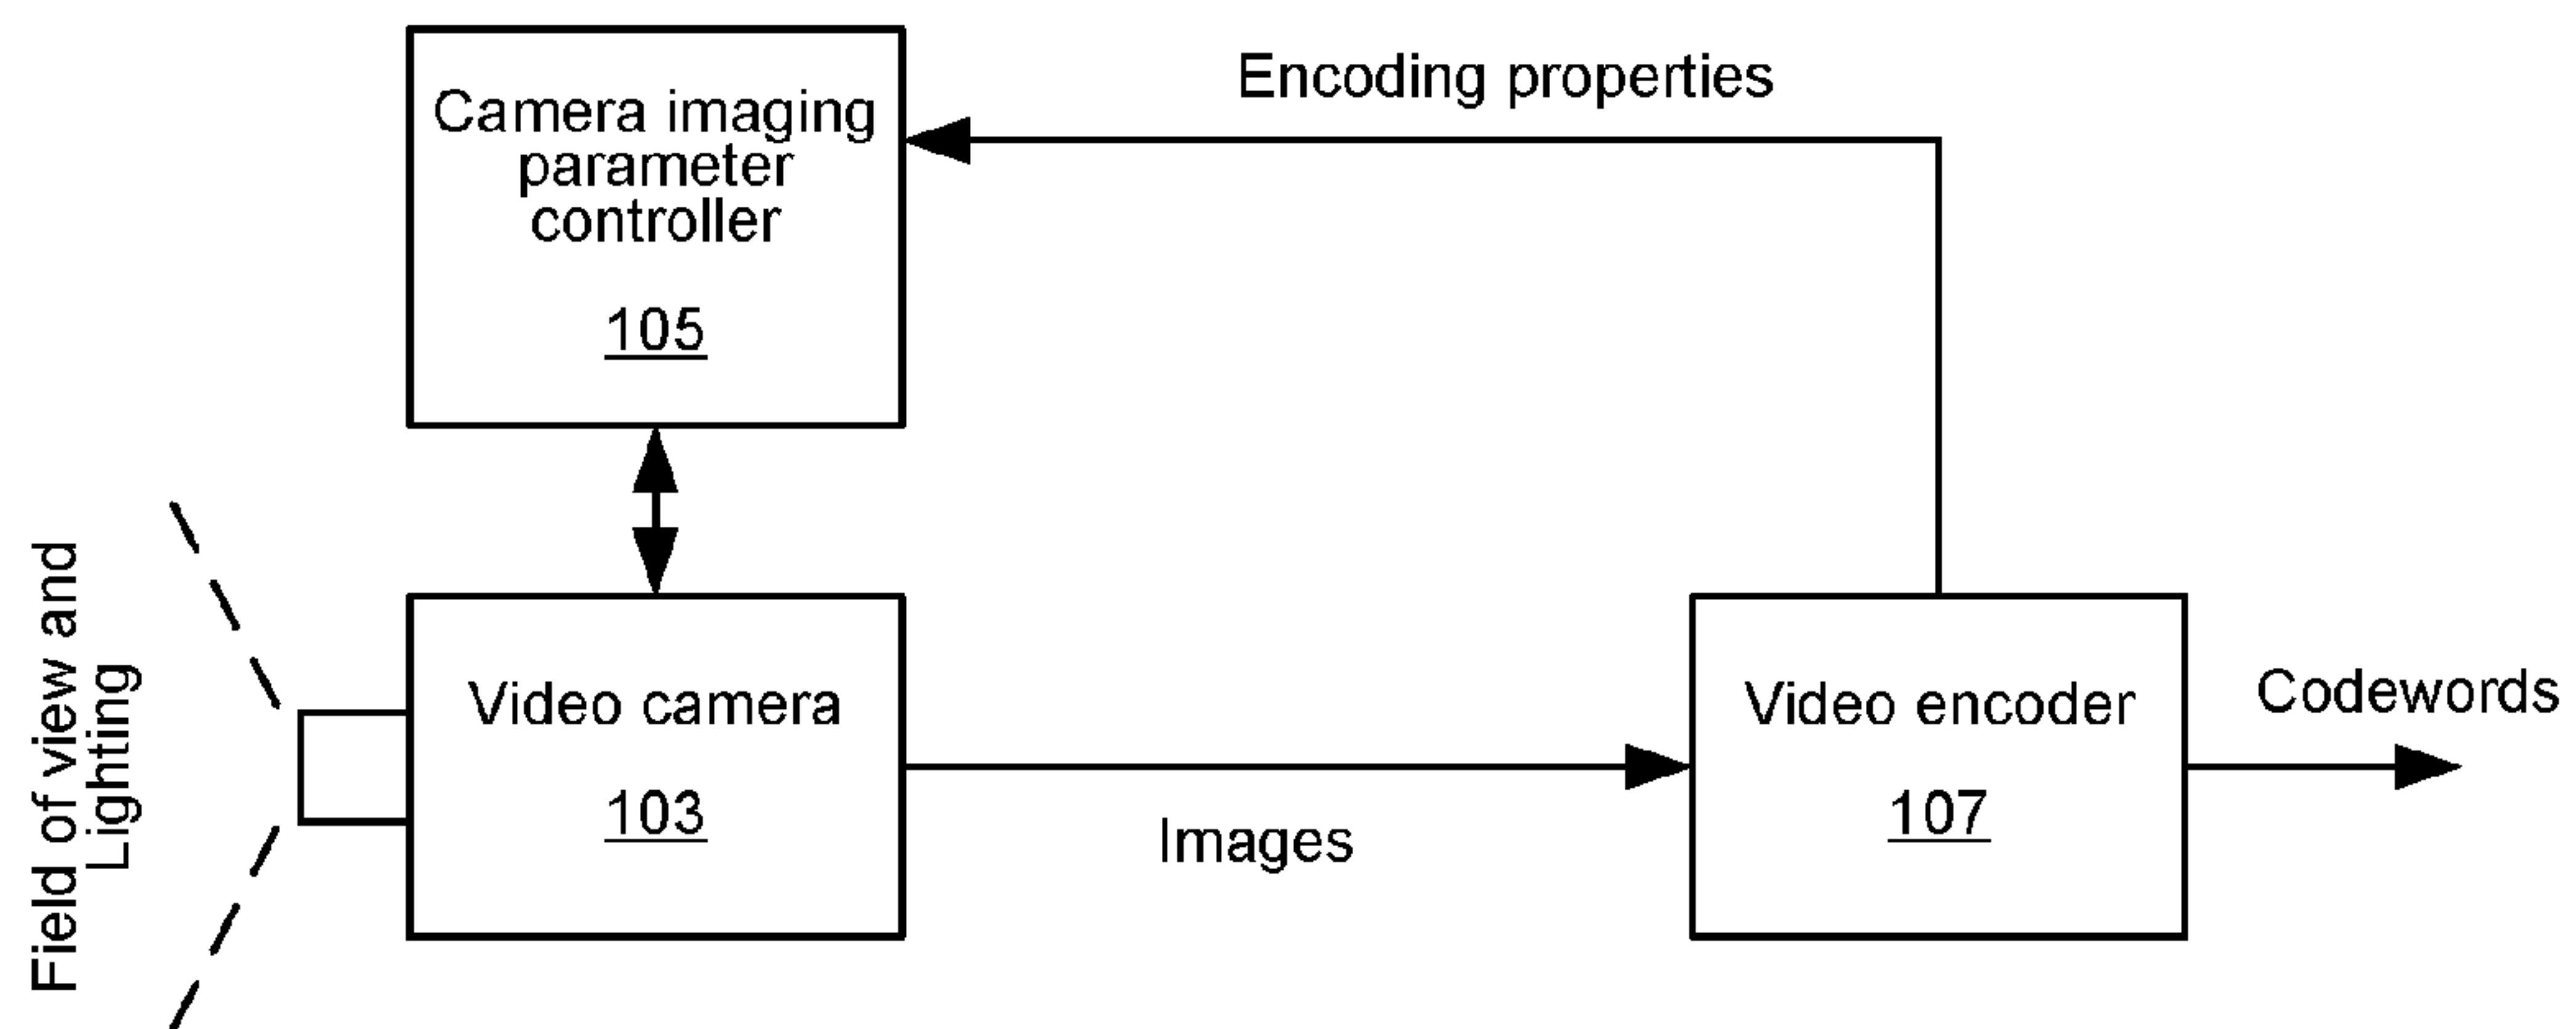 Camera imaging
parameter
controller
105
Encoding properties
Field of view and
Lighting
Video camera
103
Images
Video encoder
107
Codewords